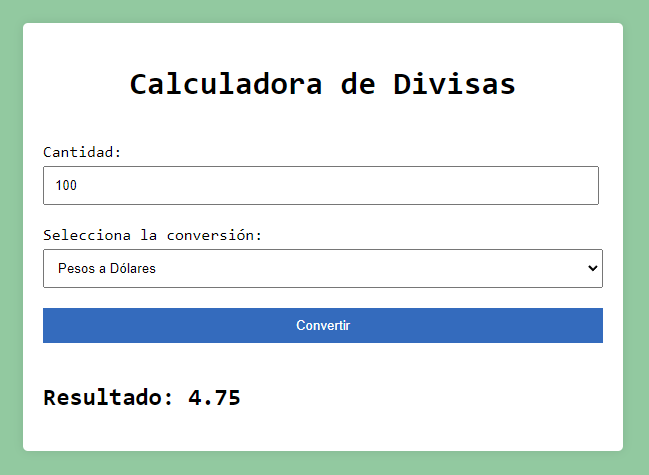 Calculadora de Divisas
Cantidad:
100
Selecciona la conversión:
Pesos a Dólares
Convertir
Resultado: 4.75